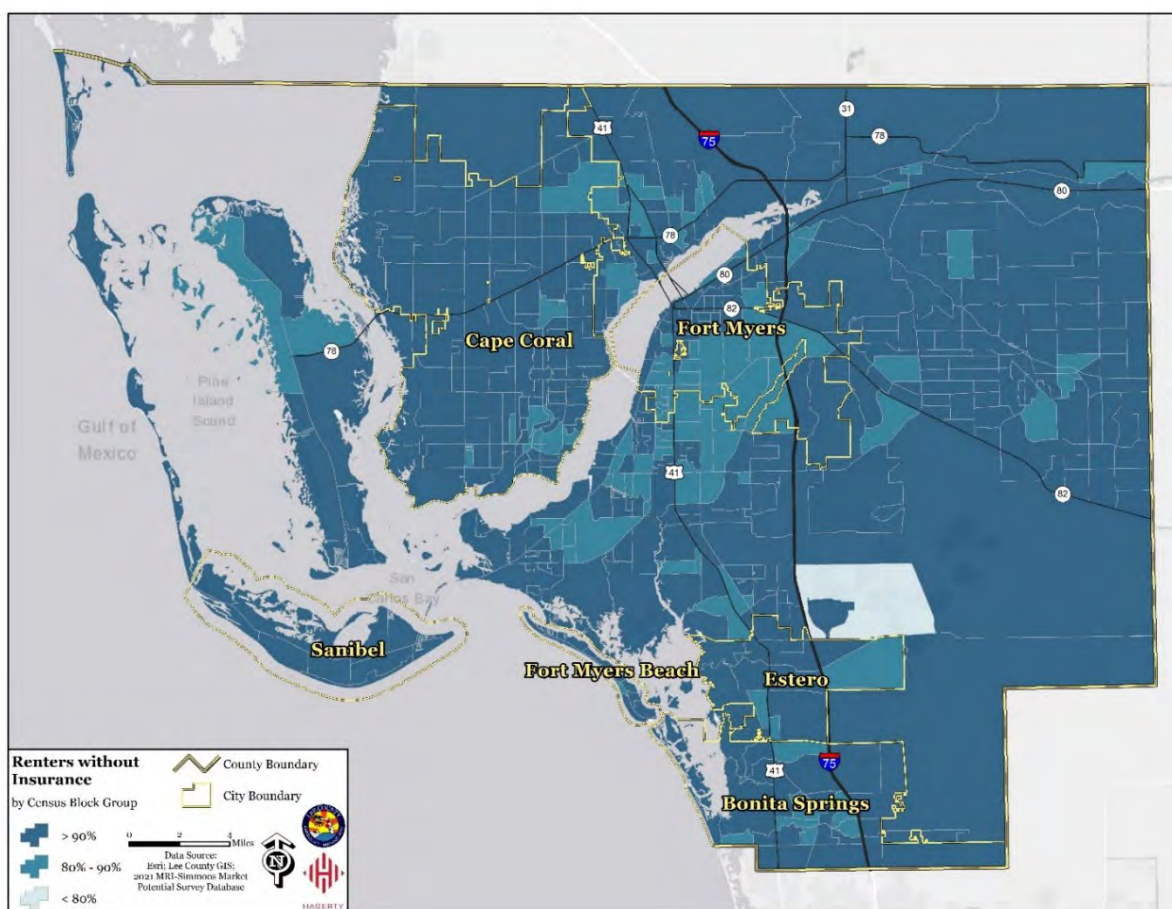 31
41
75
78
80
78
80
82
Cape Coral
Fort Myers
78
Pine
Island
Sound
Gulf of
Mexico
41
82
San
Carlos Bay
Sanibel
Fort Myers Beach
Estero
75
41
Bonita Springs
Renters without
Insurance
by Census Block Group
> 90%
80% - 90%
< 80%
County Boundary
City Boundary
0 2 4
Miles
Data Source:
Esri; Lee County GIS;
2021 MRI-Simmons Market
Potential Survey Database
N
HAGERTY